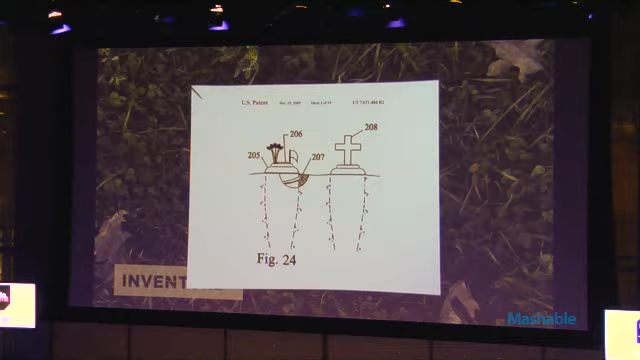 U.S. Patent
206
208
205
207
Fig. 24
INVENT
Mashable